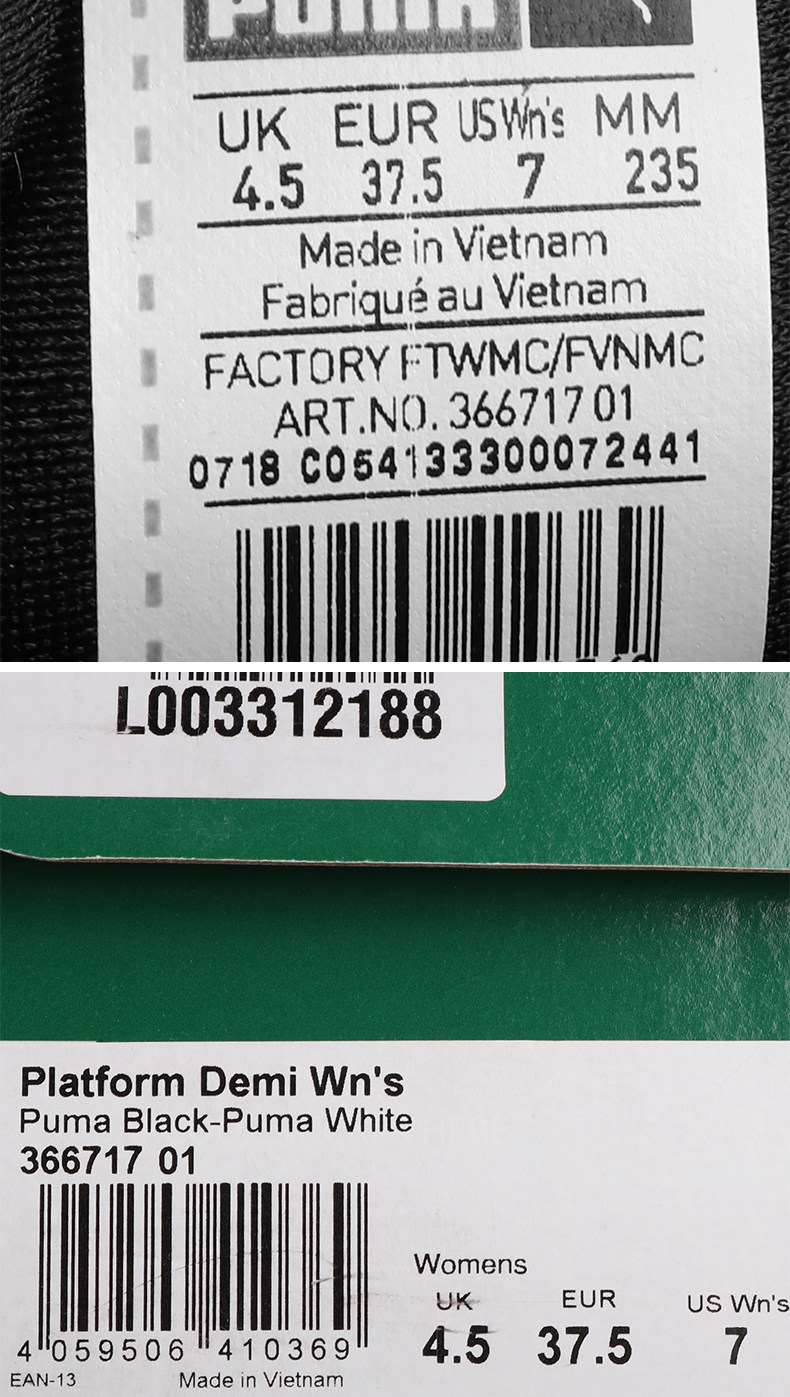 PUMA
UK EUR US Wn's MM
4.5 37.5 7 235
Made in Vietnam
Fabriqué au Vietnam
FACTORY FTWMC/FVNMC
ART.NO. 366717 01
0718 CO54133300072441
L003312188
Platform Demi Wn's
Puma Black-Puma White
366717 01
Womens
UK EUR US Wn's
4.5 37.5 7
4 059506 410369
EAN-13 Made in Vietnam